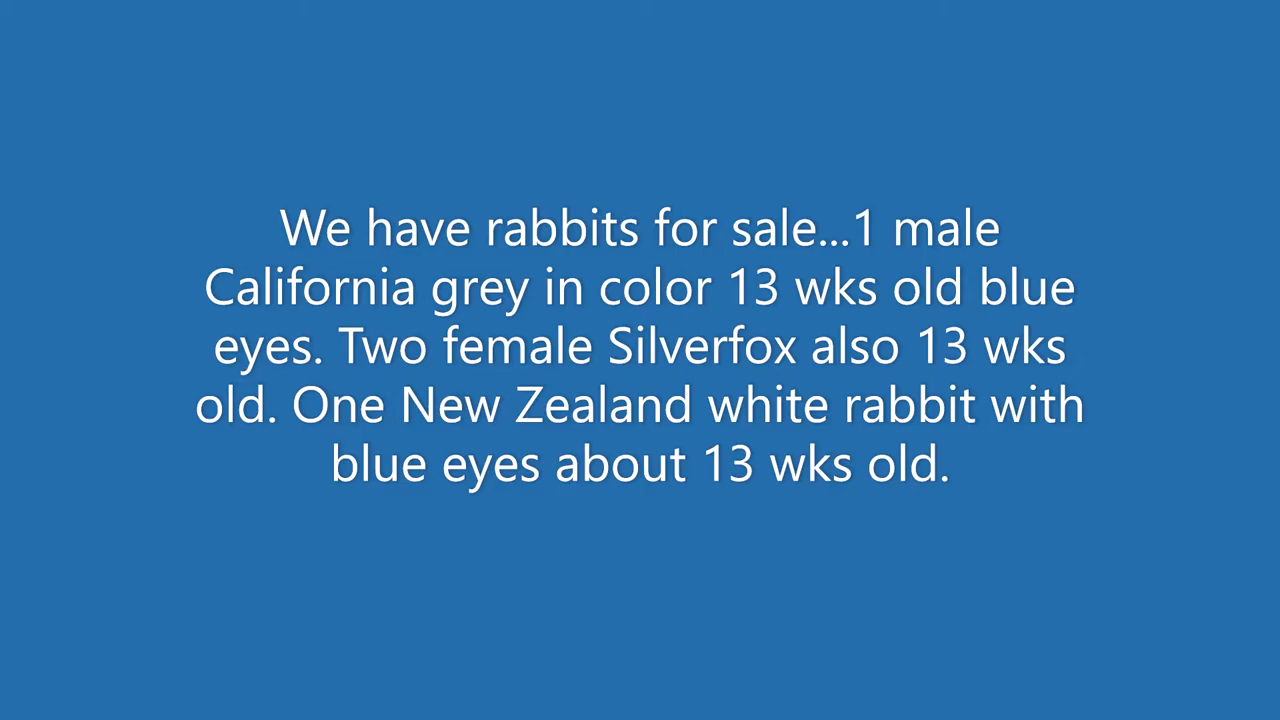 We have rabbits for sale...1 male
California grey in color 13 wks old blue
eyes. Two female Silverfox also 13 wks
old. One New Zealand white rabbit with
blue eyes about 13 wks old.